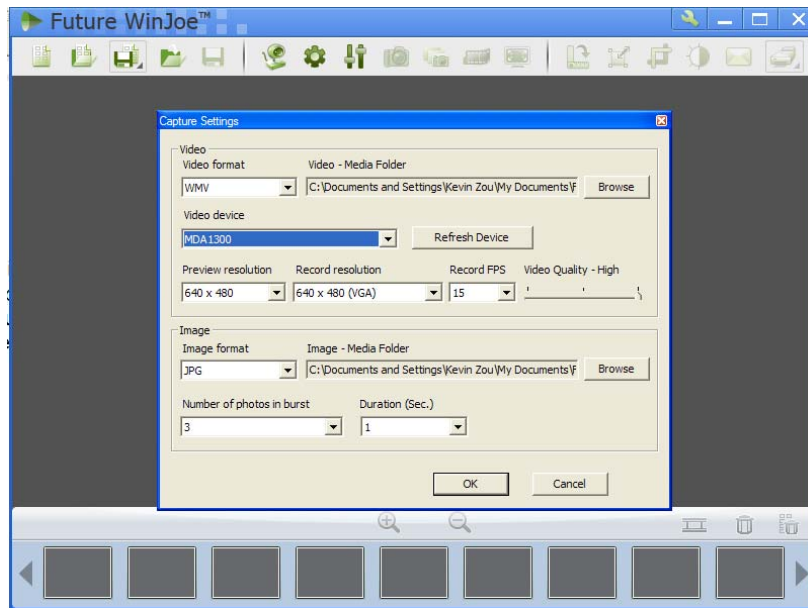 Future WinJoe™
Capture Settings
Video
Video format Video - Media Folder
WMV C:\Documents and Settings\Kevin Zou\My Documents\F Browse
Video device
MDA1300 Refresh Device
Preview resolution Record resolution Record FPS Video Quality - High
640 x 480 640 x 480 (VGA) 15
Image
Image format Image - Media Folder
JPG C:\Documents and Settings\Kevin Zou\My Documents\F Browse
Number of photos in burst Duration (Sec.)
3 1
OK Cancel